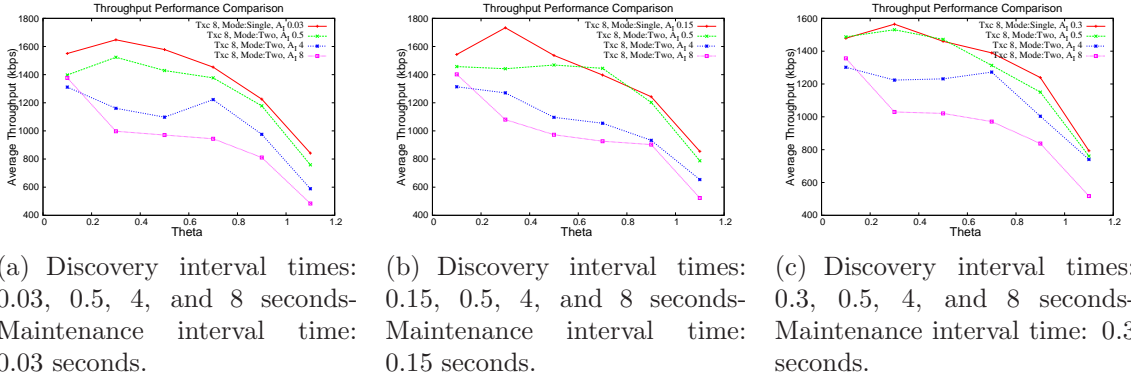 Throughput Performance Comparison
1800
1600
1400
1200
1000
800
600
400
0
0.2
0.4
0.6
0.8
1
1.2
Average Throughput (kbps)
Theta
Txc 8, Mode:Single, A_I 0.03
Txc 8, Mode:Two, A_I 0.5
Txc 8, Mode:Two, A_I 4
Txc 8, Mode:Two, A_I 8
(a) Discovery interval times:
0.03, 0.5, 4, and 8 seconds-
Maintenance interval time:
0.03 seconds.
Throughput Performance Comparison
1800
1600
1400
1200
1000
800
600
400
0
0.2
0.4
0.6
0.8
1
1.2
Average Throughput (kbps)
Theta
Txc 8, Mode:Single, A_I 0.15
Txc 8, Mode:Two, A_I 0.5
Txc 8, Mode:Two, A_I 4
Txc 8, Mode:Two, A_I 8
(b) Discovery interval times:
0.15, 0.5, 4, and 8 seconds-
Maintenance interval time:
0.15 seconds.
Throughput Performance Comparison
1600
1400
1200
1000
800
600
400
0
0.2
0.4
0.6
0.8
1
1.2
Average Throughput (kbps)
Theta
Txc 8, Mode:Single, A_I 0.3
Txc 8, Mode:Two, A_I 0.5
Txc 8, Mode:Two, A_I 4
Txc 8, Mode:Two, A_I 8
(c) Discovery interval times:
0.3, 0.5, 4, and 8 seconds-
Maintenance interval time: 0.3
seconds.